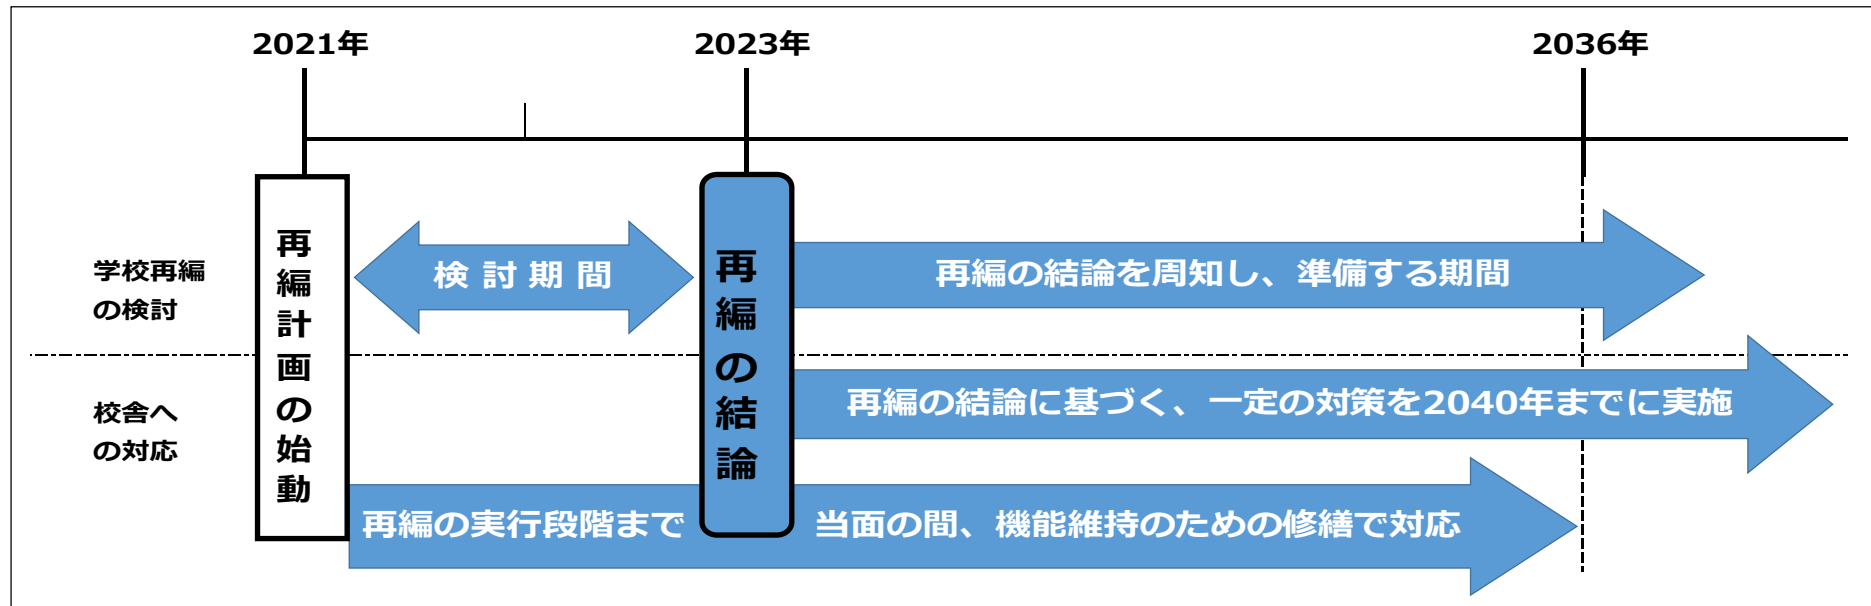 2021年
2023年
2036年
再編計画の始動
再編の結論
学校再編
の検討
検討期間
再編の結論を周知し、準備する期間
校舎へ
の対応
再編の結論に基づく、一定の対策を2040年までに実施
再編の実行段階まで 当面の間、機能維持のための修繕で対応